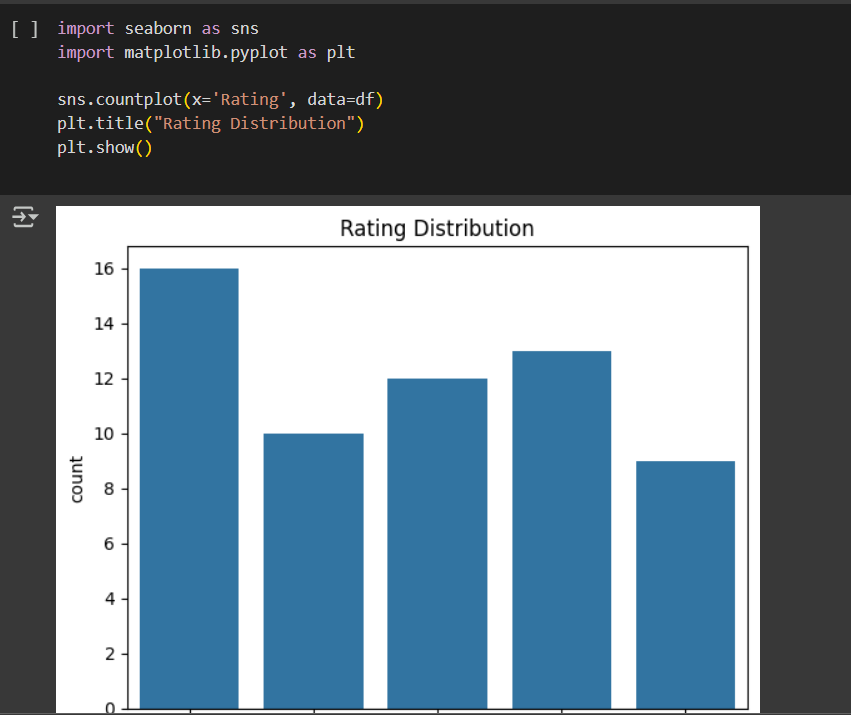 [ ] import seaborn as sns
import matplotlib.pyplot as plt
sns.countplot(x='Rating', data=df)
plt.title("Rating Distribution")
plt.show()
Rating Distribution
16
14
12
10
8
6
4
2
0
count